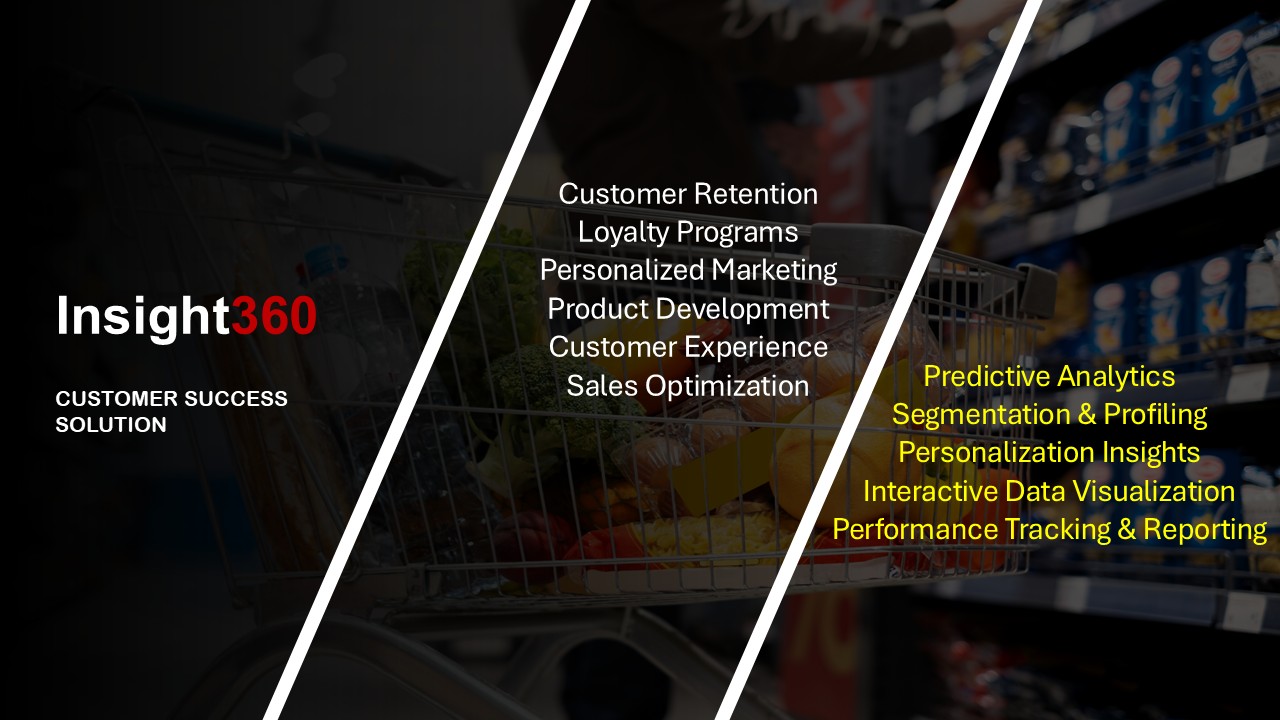 Insight360
CUSTOMER SUCCESS
SOLUTION
Customer Retention
Loyalty Programs
Personalized Marketing
Product Development
Customer Experience
Sales Optimization
Predictive Analytics
Segmentation & Profiling
Personalization Insights
Interactive Data Visualization
Performance Tracking & Reporting